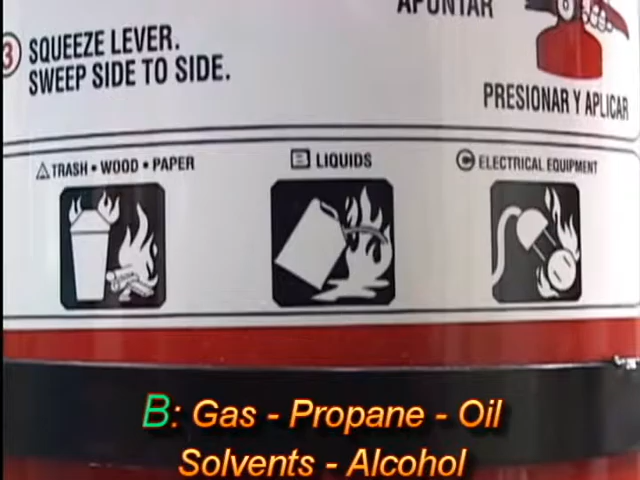 APUNTAR
3 SQUEEZE LEVER.
SWEEP SIDE TO SIDE.
PRESIONAR Y APLICAR
A TRASH • WOOD • PAPER
B LIQUIDS
C ELECTRICAL EQUIPMENT
B: Gas - Propane - Oil
Solvents - Alcohol